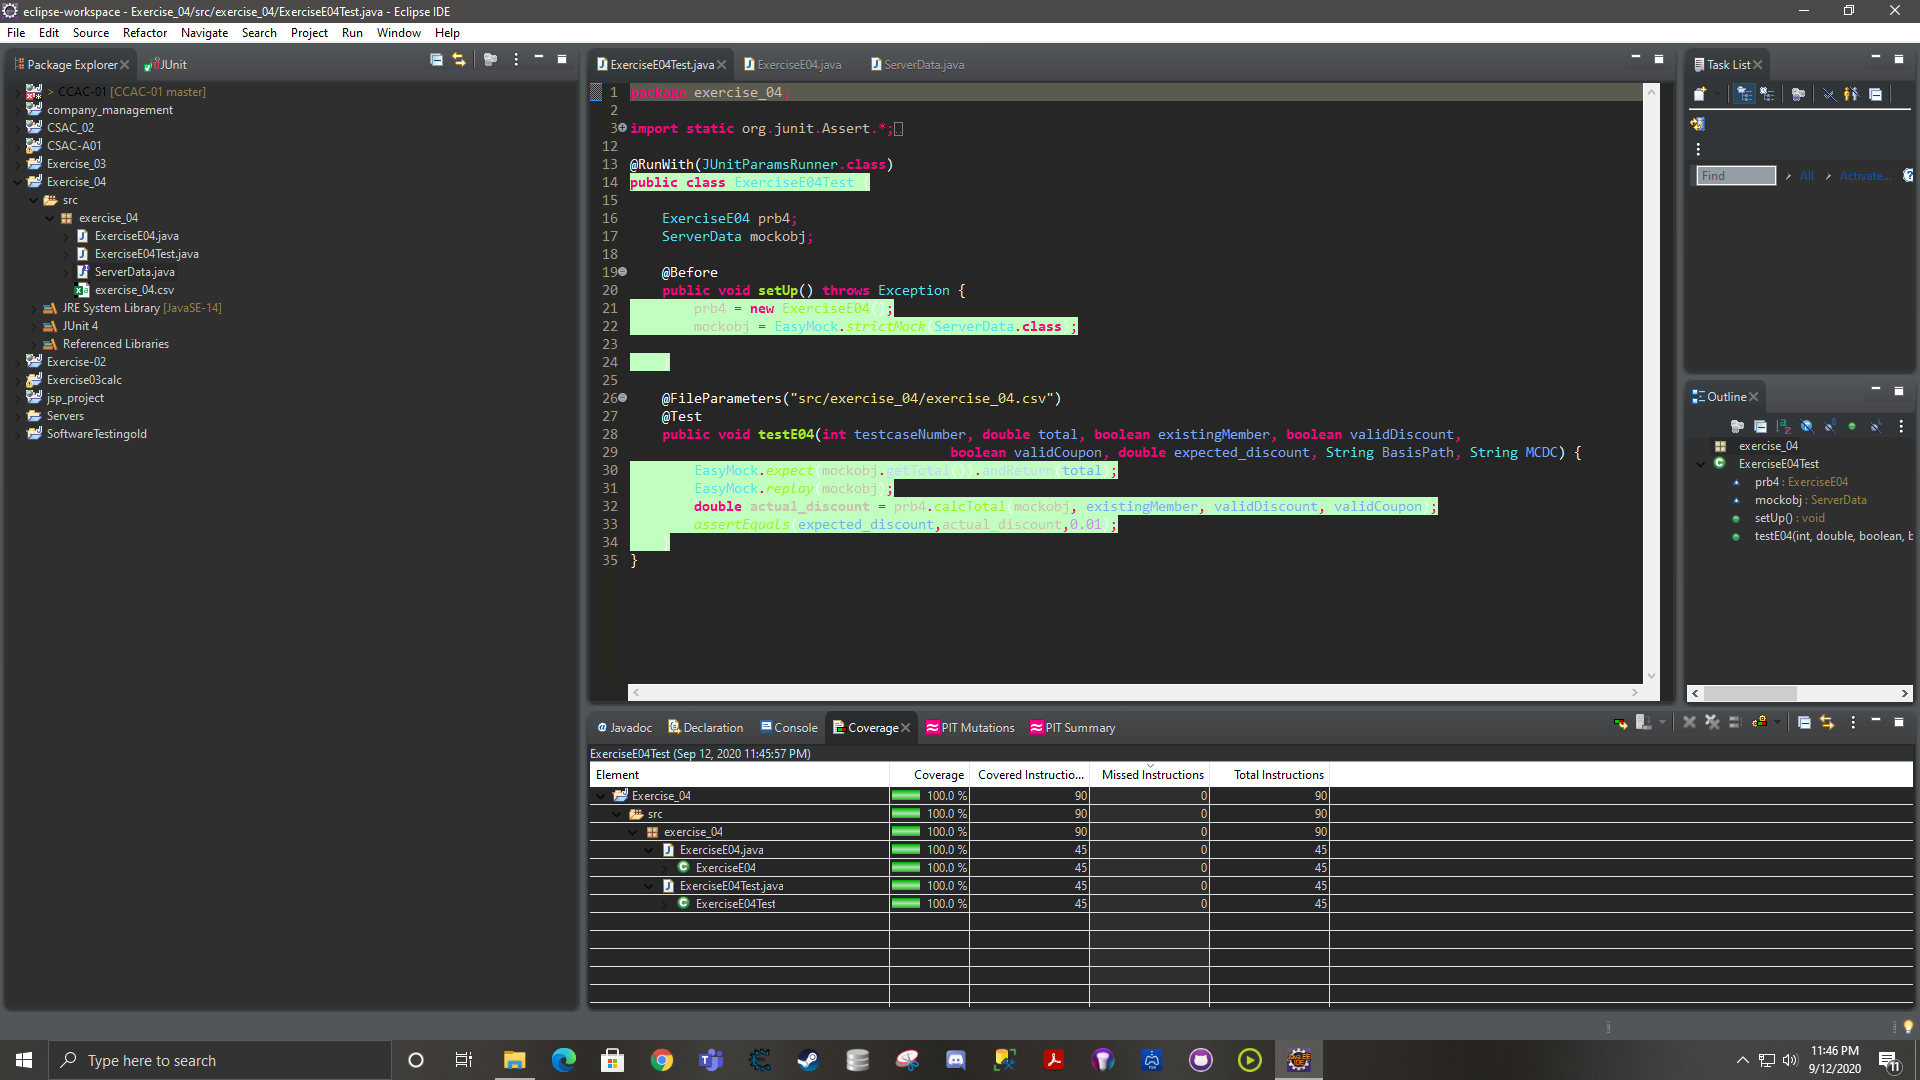 eclipse-workspace - Exercise_04/src/exercise_04/ExerciseE04Test.java - Eclipse IDE
File Edit Source Refactor Navigate Search Project Run Window Help
Package Explorer JUnit
> CCAC-01 [CCAC-01 master]
company_management
CSAC_02
CSAC-A01
Exercise_03
Exercise_04
src
exercise_04
ExerciseE04.java
ExerciseE04Test.java
ServerData.java
exercise_04.csv
JRE System Library [JavaSE-14]
JUnit 4
Referenced Libraries
Exercise-02
Exercise03calc
jsp_project
Servers
SoftwareTestingold
ExerciseE04Test.java ExerciseE04.java ServerData.java
1 package exercise_04;
2
3 import static org.junit.Assert.*;
12
13 @RunWith(JUnitParamsRunner.class)
14 public class ExerciseE04Test {
15
16 ExerciseE04 prb4;
17 ServerData mockobj;
18
19 @Before
20 public void setUp() throws Exception {
21 prb4 = new ExerciseE04();
22 mockobj = EasyMock.strictMock(ServerData.class);
23
24 }
25
26 @FileParameters("src/exercise_04/exercise_04.csv")
27 @Test
28 public void testE04(int testcaseNumber, double total, boolean existingMember, boolean validDiscount,
29 boolean validCoupon, double expected_discount, String BasisPath, String MCDC) {
30 EasyMock.expect(mockobj.getTotal()).andReturn(total);
31 EasyMock.replay(mockobj);
32 double actual_discount = prb4.calcTotal(mockobj, existingMember, validDiscount, validCoupon);
33 assertEquals(expected_discount,actual_discount,0.01);
34 }
35 }
Task List
Find All Activate...
Outline
exercise_04
ExerciseE04Test
prb4 : ExerciseE04
mockobj : ServerData
setUp() : void
testE04(int, double, boolean, b
Javadoc Declaration Console Coverage PIT Mutations PIT Summary
ExerciseE04Test (Sep 12, 2020 11:45:57 PM)
Element Coverage Covered Instructio... Missed Instructions Total Instructions
Exercise_04 100.0 % 90 0 90
src 100.0 % 90 0 90
exercise_04 100.0 % 90 0 90
ExerciseE04.java 100.0 % 45 0 45
ExerciseE04 100.0 % 45 0 45
ExerciseE04Test.java 100.0 % 45 0 45
ExerciseE04Test 100.0 % 45 0 45
Type here to search
11:46 PM
9/12/2020
11